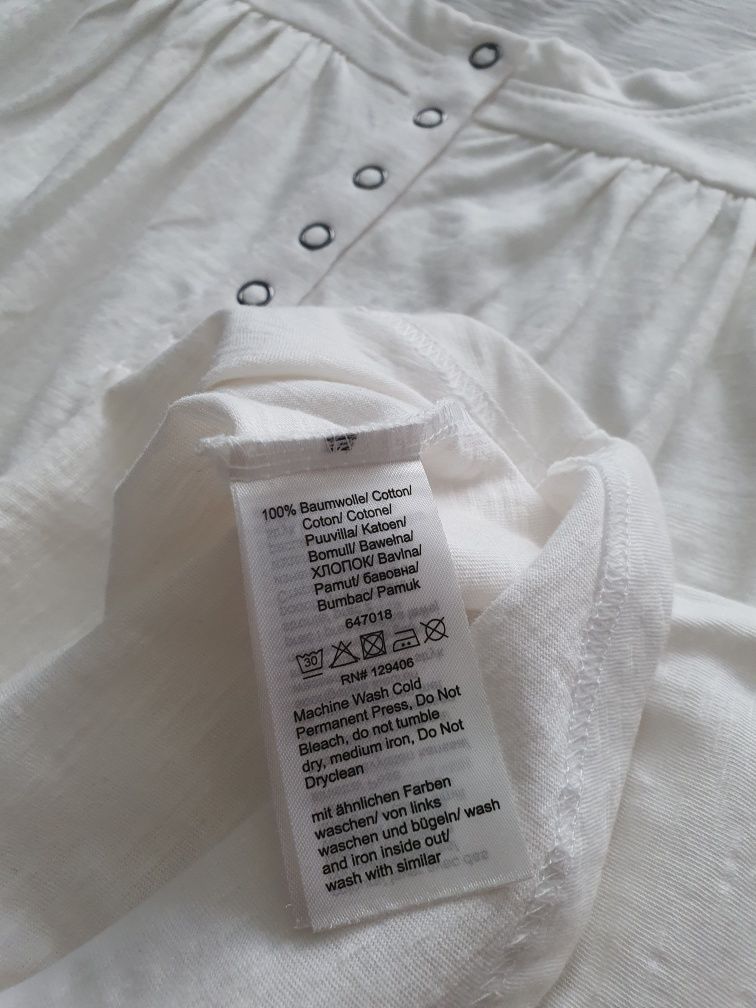 100% Baumwolle/ Cotton/
Coton/ Cotone/
Puuvilla/ Katoen/
Bomull/ Bawełna/
ХЛОПОК/ Bavlna/
Pamut/ бавовна/
Bumbac/ Pamuk
647018
30
RN# 129406
Machine Wash Cold
Permanent Press, Do Not
Bleach, do not tumble
dry, medium iron, Do Not
Dryclean
mit ähnlichen Farben
waschen/ von links
waschen und bügeln/ wash
and iron inside out/
wash with similar